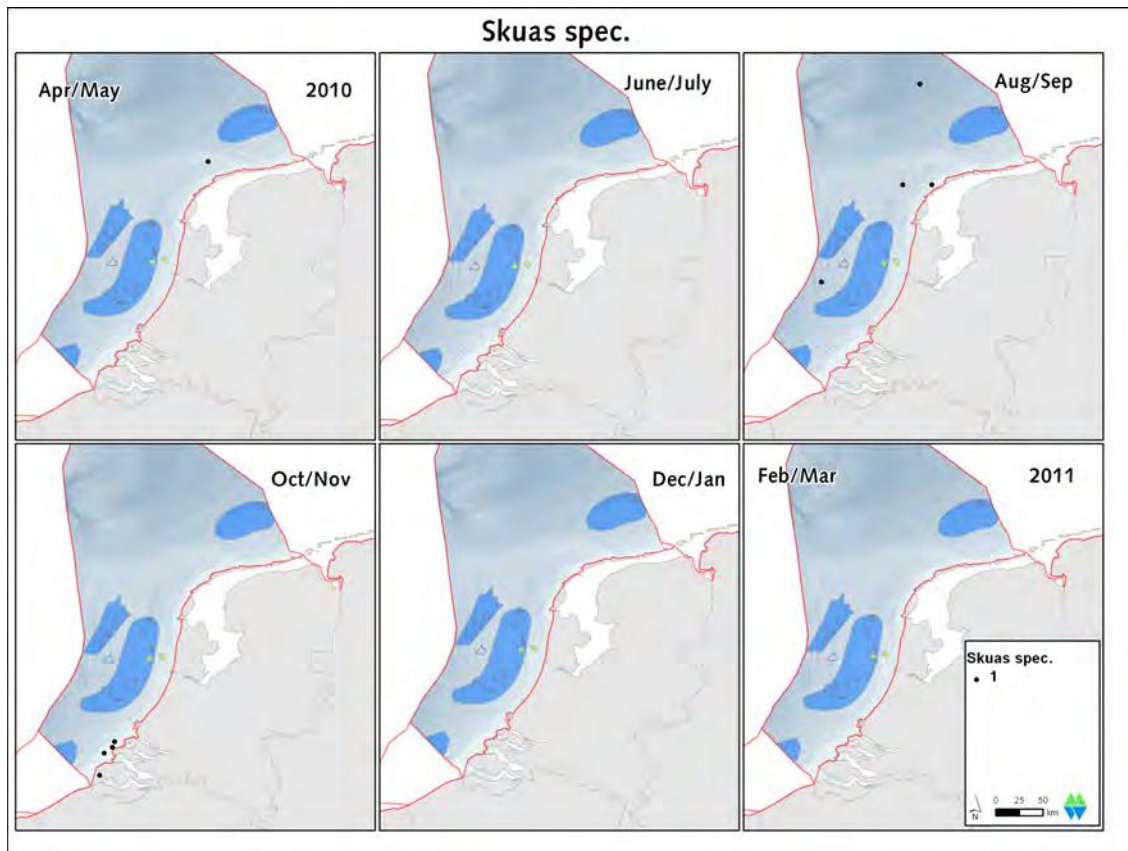 Skuas spec.
Apr/May 2010
June/July
Aug/Sep
Oct/Nov
Dec/Jan
Feb/Mar 2011
Skuas spec.
1
N
0 25 50
km